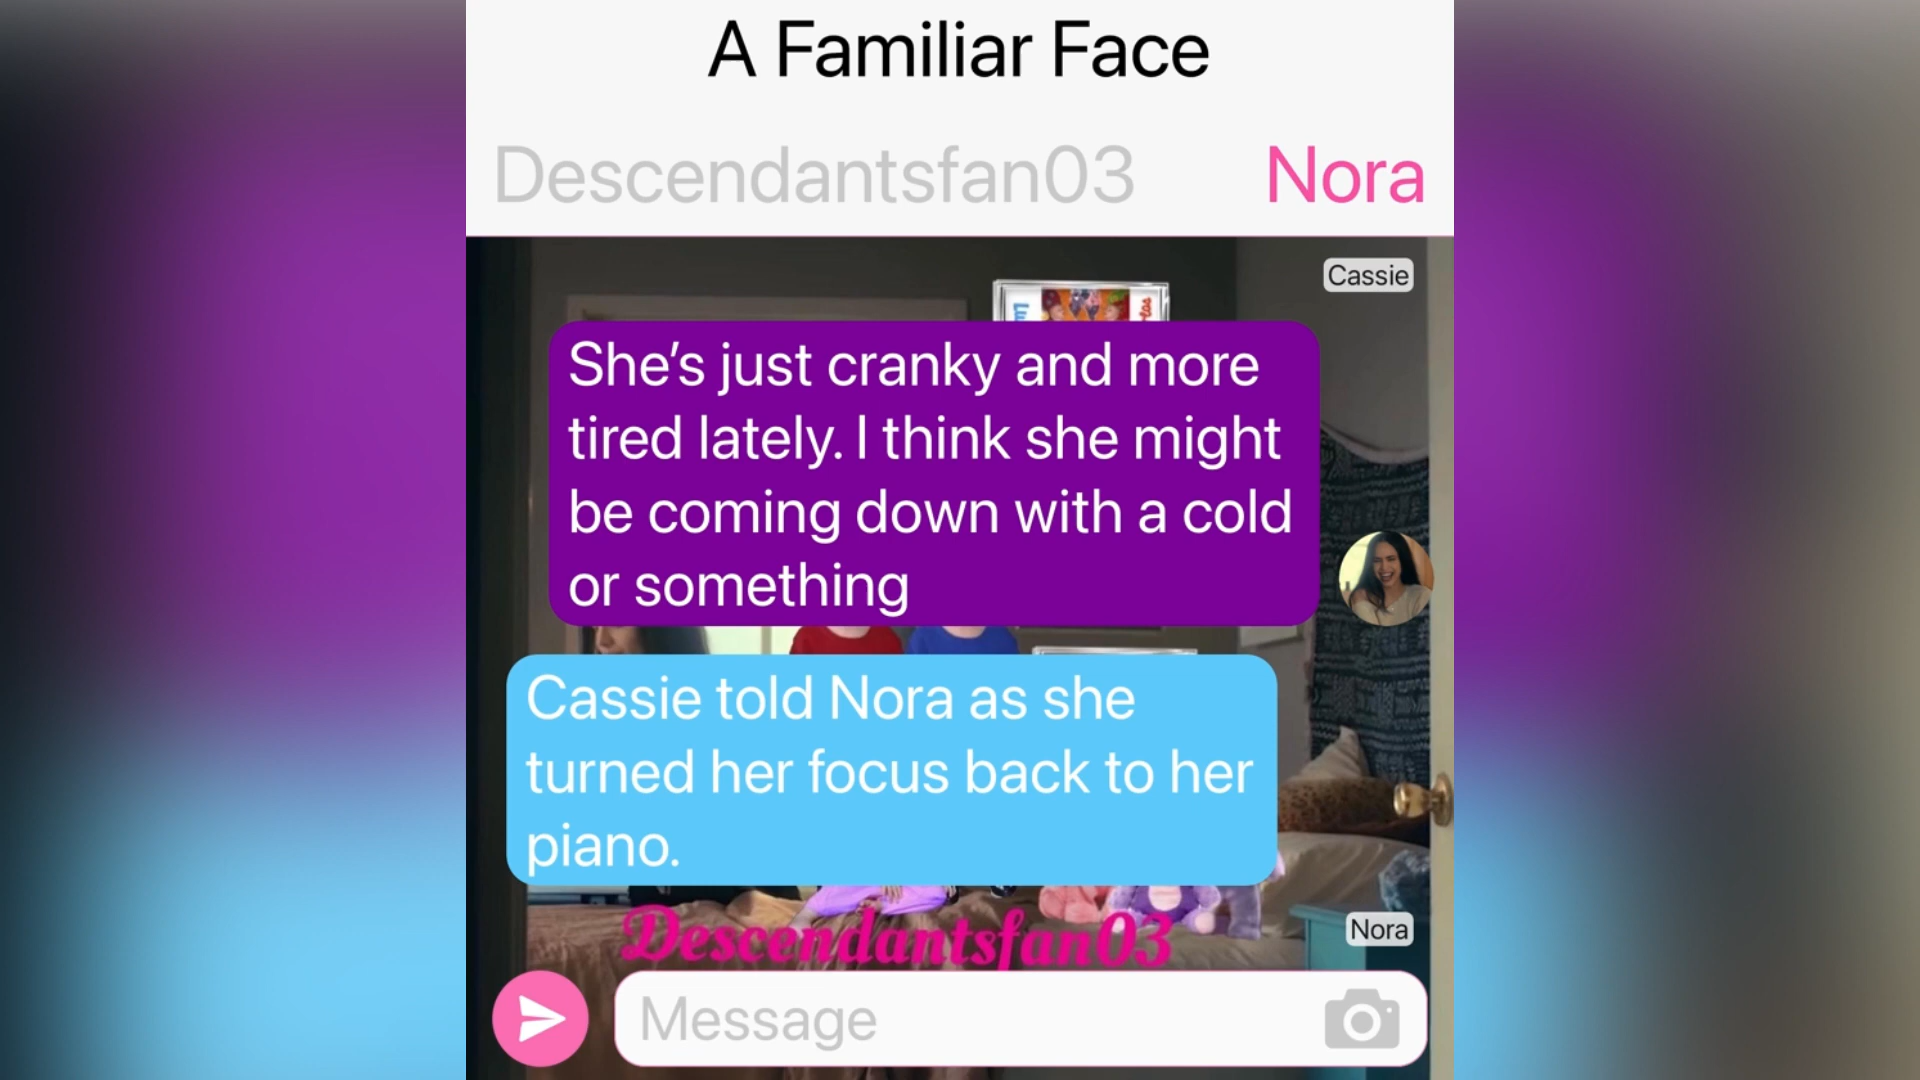 A Familiar Face
Descendantsfan03 Nora
Cassie
She’s just cranky and more
tired lately. I think she might
be coming down with a cold
or something
Cassie told Nora as she
turned her focus back to her
piano.
Descendantsfan03
Nora
Message